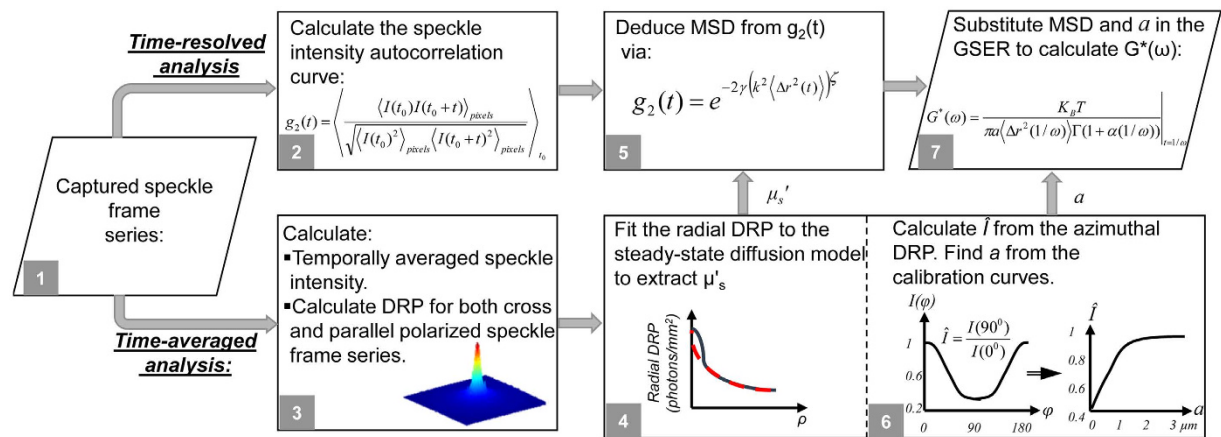 Time-resolved
analysis
Captured speckle
frame
series:
1
Time-averaged
analysis:
Calculate the speckle
intensity autocorrelation
curve:
g₂(t) = ⟨ ⟨I(t₀)I(t₀+t)⟩pixels / √(⟨I(t₀)²⟩pixels ⟨I(t₀+t)²⟩pixels) ⟩t₀
2
Calculate:
▪Temporally averaged speckle
intensity.
▪Calculate DRP for both cross
and parallel polarized speckle
frame series.
3
Deduce MSD from g₂(t)
via:
g₂(t) = e^(-2γ(k²⟨Δr²(t)⟩)^ζ)
5
μs'
Fit the radial DRP to the
steady-state diffusion model
to extract μ's
Radial DRP
(photons/mm²)
ρ
4
Substitute MSD and a in the
GSER to calculate G*(ω):
G*(ω) = K_BT / πa⟨Δr²(1/ω)⟩Γ(1+α(1/ω)) |t=1/ω
7
a
Calculate Î from the azimuthal
DRP. Find a from the
calibration curves.
I(φ)
1
0.6
0.2
Î = I(90⁰) / I(0⁰)
0 90 180
φ
Î
1
0.8
0.6
0.4
0 1 2 3 μm
a
6